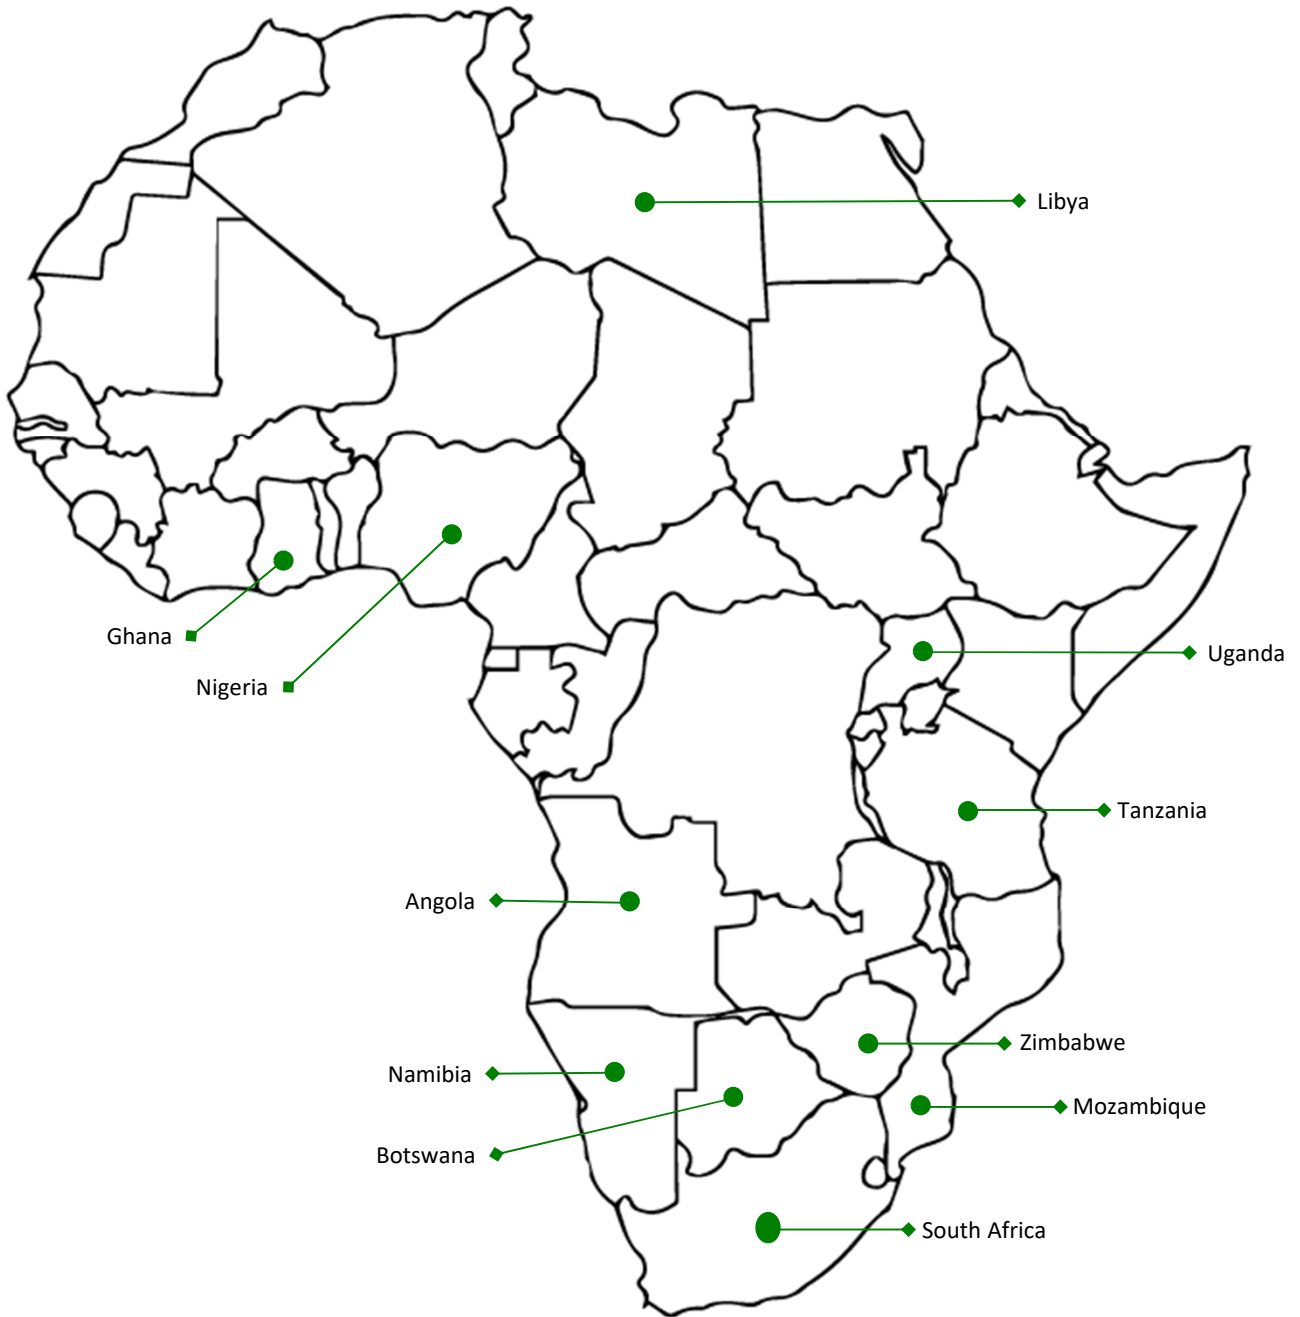 Libya
Ghana
Uganda
Nigeria
Tanzania
Angola
Zimbabwe
Namibia
Mozambique
Botswana
South Africa